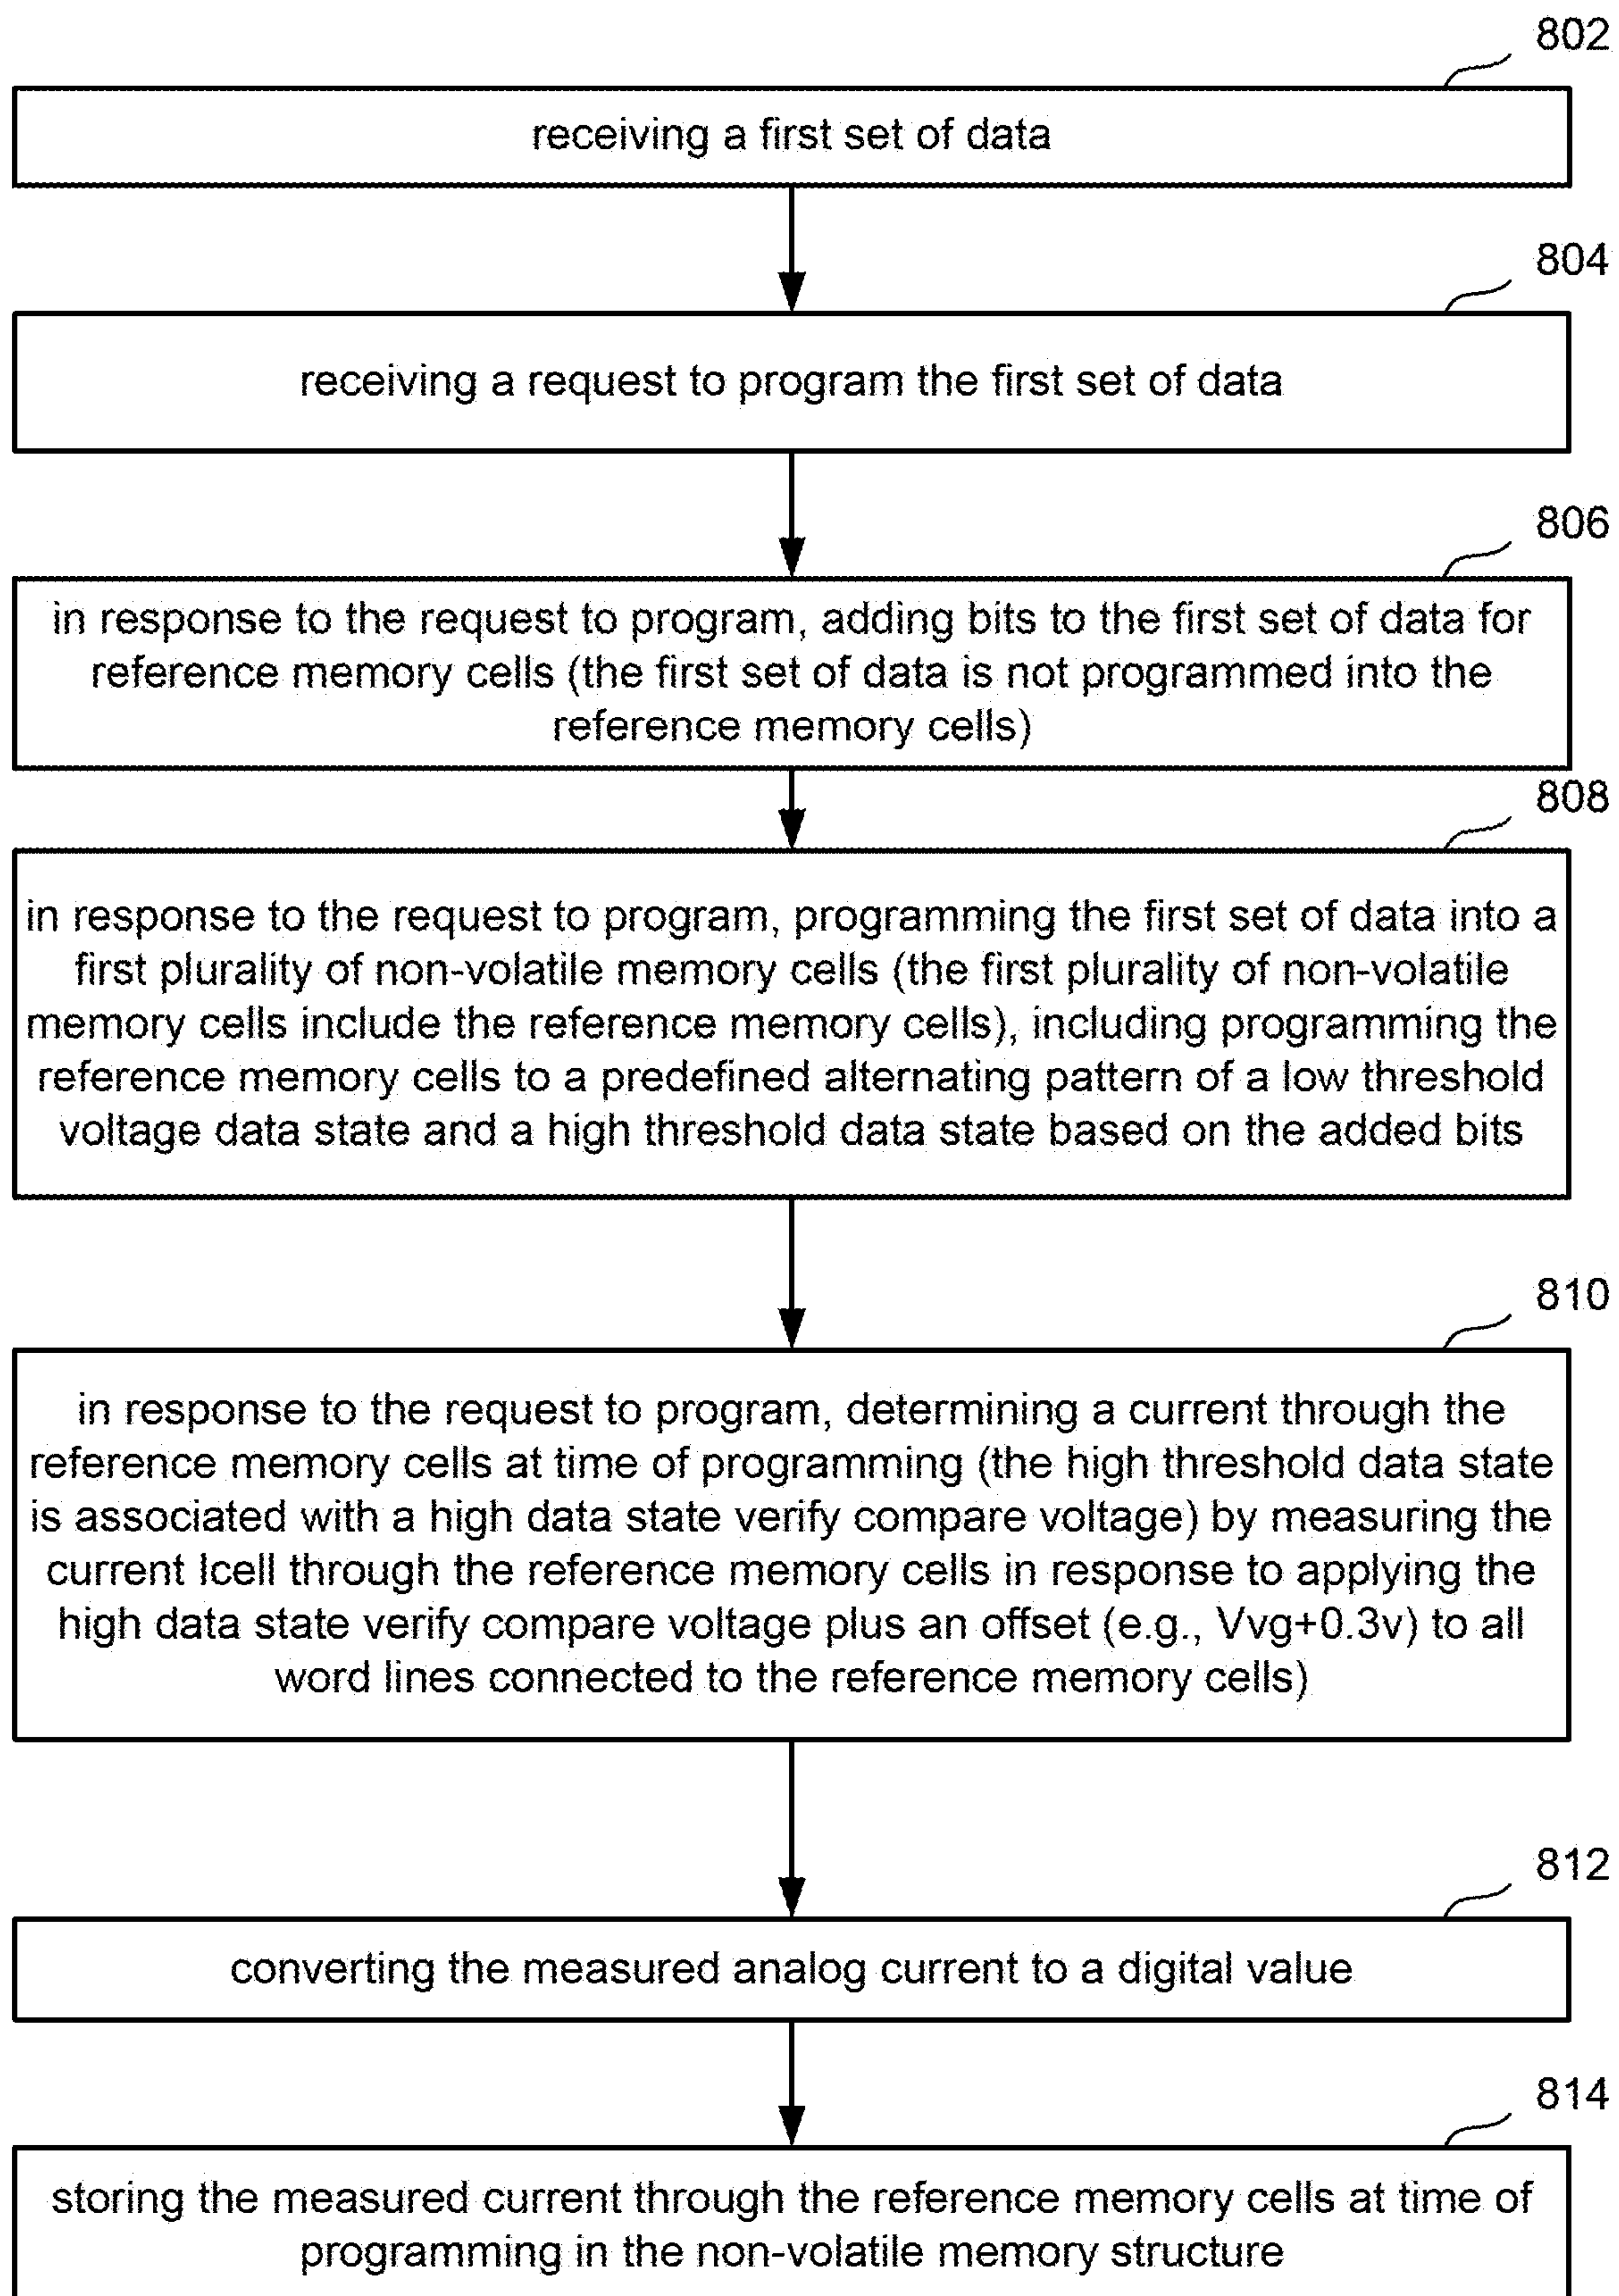 802
receiving a first set of data
804
receiving a request to program the first set of data
806
in response to the request to program, adding bits to the first set of data for
reference memory cells (the first set of data is not programmed into the
reference memory cells)
808
in response to the request to program, programming the first set of data into a
first plurality of non-volatile memory cells (the first plurality of non-volatile
memory cells include the reference memory cells), including programming the
reference memory cells to a predefined alternating pattern of a low threshold
voltage data state and a high threshold data state based on the added bits
810
in response to the request to program, determining a current through the
reference memory cells at time of programming (the high threshold data state
is associated with a high data state verify compare voltage) by measuring the
current Icell through the reference memory cells in response to applying the
high data state verify compare voltage plus an offset (e.g., Vvg+0.3v) to all
word lines connected to the reference memory cells)
812
converting the measured analog current to a digital value
814
storing the measured current through the reference memory cells at time of
programming in the non-volatile memory structure